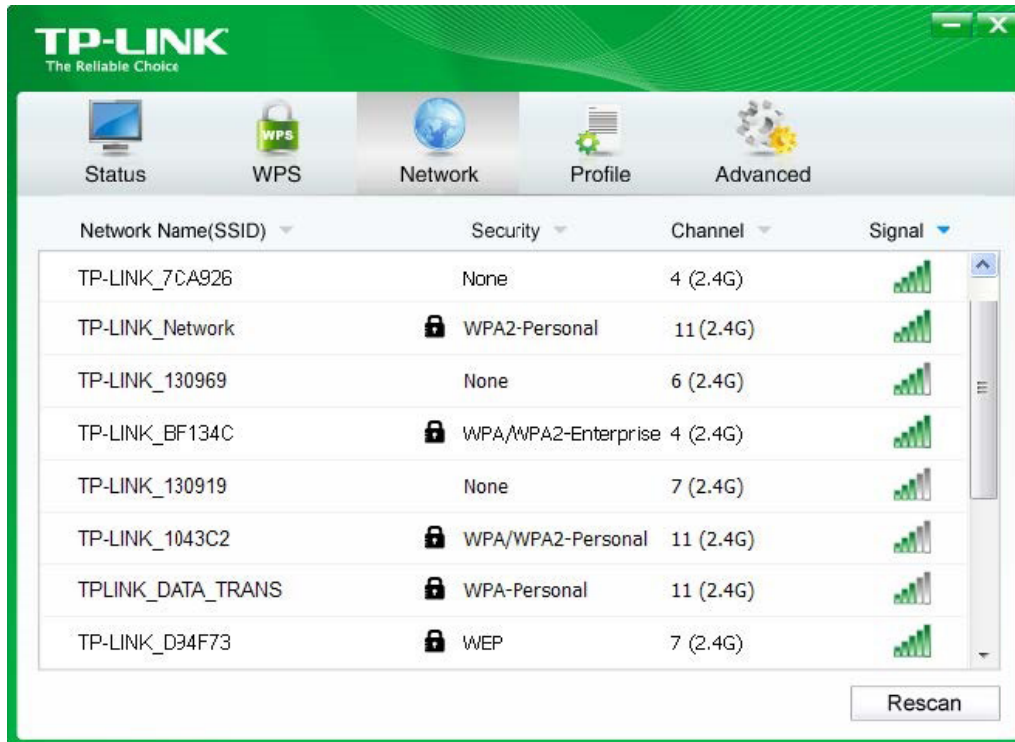 TP-LINK
The Reliable Choice
WPS
Status WPS Network Profile Advanced
Network Name(SSID) Security Channel Signal
TP-LINK_7CA926 None 4 (2.4G)
TP-LINK_Network WPA2-Personal 11(2.4G)
TP-LINK_130969 None 6 (2.4G)
TP-LINK_BF134C WPA/WPA2-Enterprise 4 (2.4G)
TP-LINK_130919 None 7 (2.4G)
TP-LINK_1043C2 WPA/WPA2-Personal 11 (2.4G)
TPLINK_DATA_TRANS WPA-Personal 11 (2.4G)
TP-LINK_D94F73 WEP 7 (2.4G)
Rescan